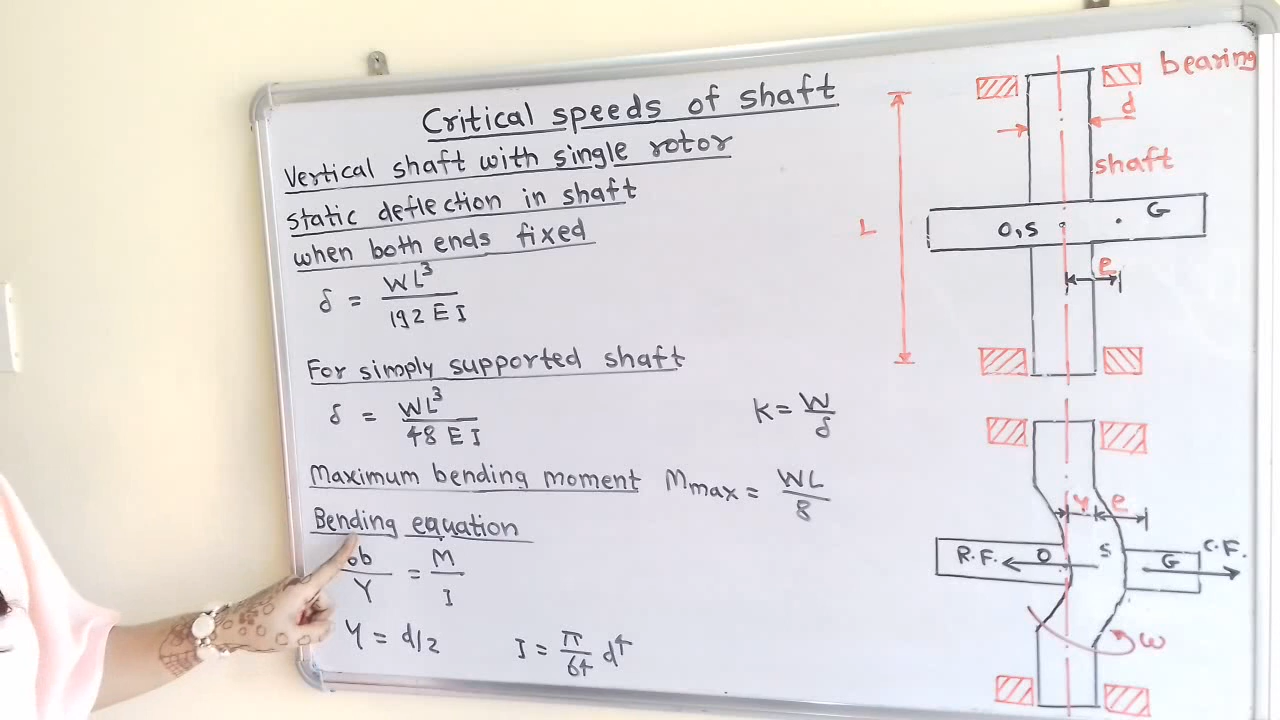 Critical speeds of shaft
Vertical shaft with single rotor
static deflection in shaft
when both ends fixed
δ = WL³ / 192 E I
For simply supported shaft
δ = WL³ / 48 E I
K = W / δ
Maximum bending moment Mmax = WL / 8
Bending equation
σb / Y = M / I
Y = d/2
I = π / 64 d⁴
bearing
d
shaft
L
O,S
G
e
y e
R.F. O S G C.F.
ω